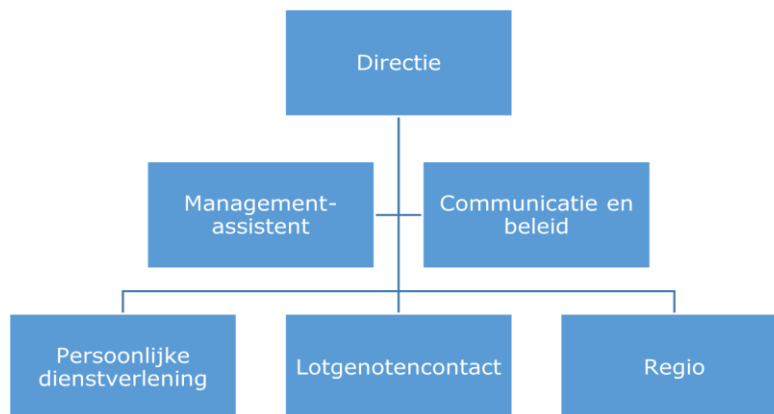 Directie
Management-
assistent
Communicatie en
beleid
Persoonlijke
dienstverlening
Lotgenotencontact
Regio